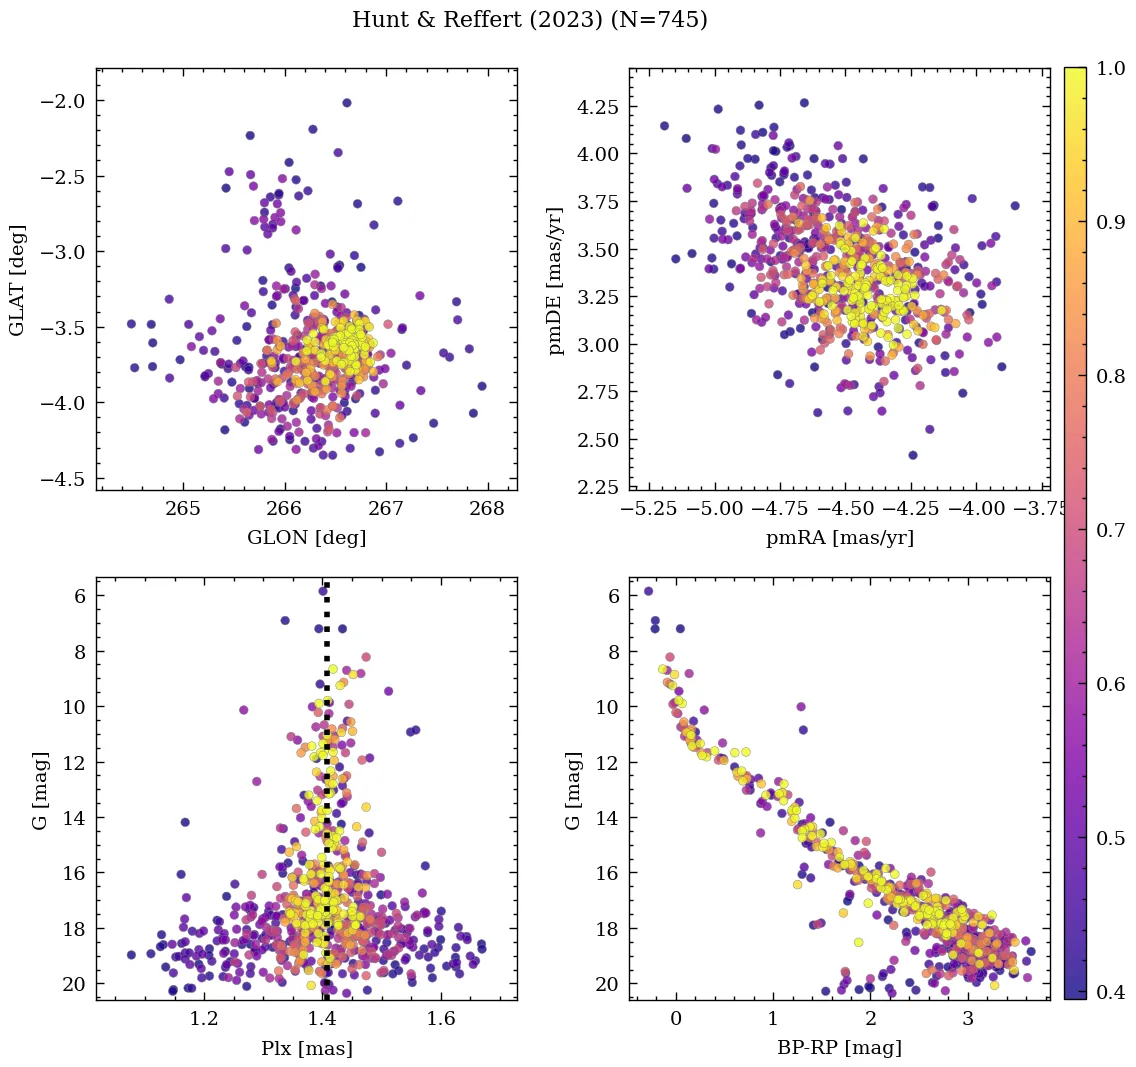 Hunt & Reffert (2023) (N=745)
−2.0
−2.5
−3.0
−3.5
−4.0
−4.5
GLAT [deg]
265 266 267 268
GLON [deg]
4.25
4.00
3.75
3.50
3.25
3.00
2.75
2.50
2.25
pmDE [mas/yr]
−5.25 −5.00 −4.75 −4.50 −4.25 −4.00 −3.75
pmRA [mas/yr]
1.0
0.9
0.8
0.7
0.6
0.5
0.4
6
8
10
12
14
16
18
20
G [mag]
1.2 1.4 1.6
Plx [mas]
6
8
10
12
14
16
18
20
G [mag]
0 1 2 3
BP-RP [mag]